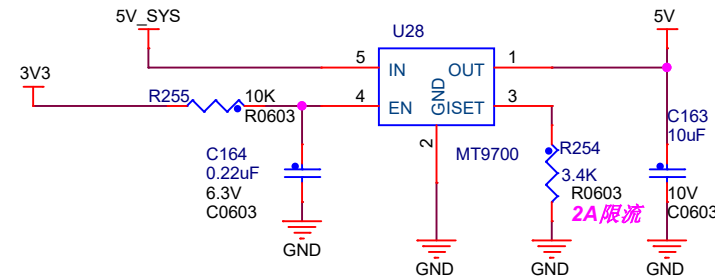 5V_SYS
U28
5V
5
IN
OUT
1
3V3
R255
10K
4
EN
GND
ISET
3
R0603
2
MT9700
C164
0.22uF
6.3V
C0603
R254
3.4K
R0603
2A限流
C163
10uF
10V
C0603
GND
GND
GND
GND